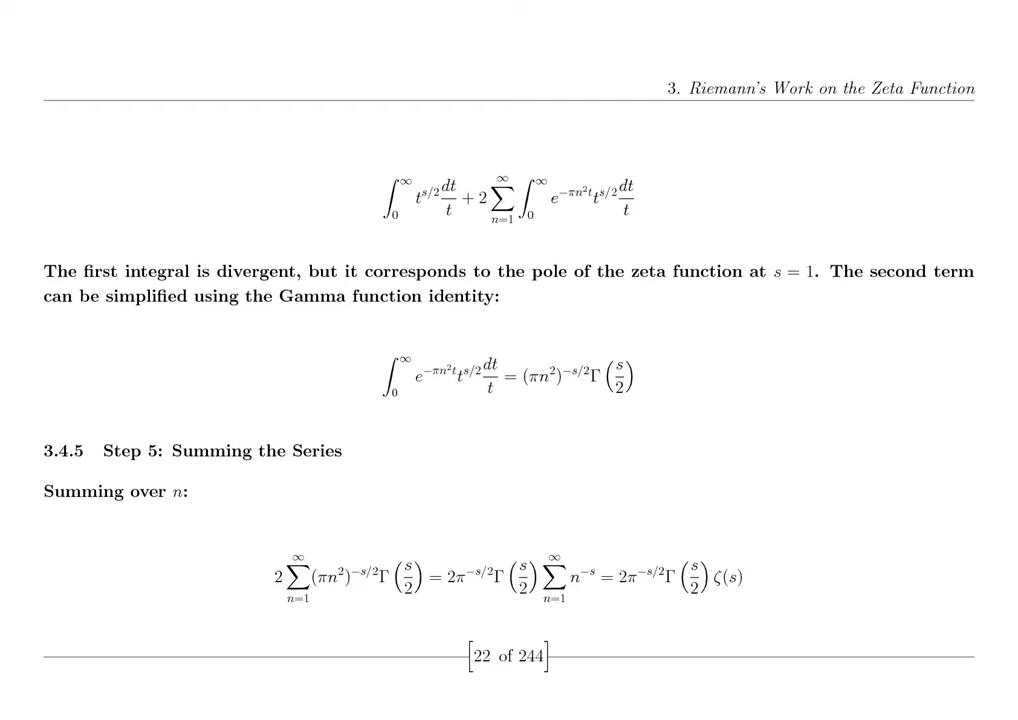 3. Riemann's Work on the Zeta Function
∫₀^∞ t^{s/2} dt/t + 2 ∑_{n=1}^∞ ∫₀^∞ e^{−πn²t} t^{s/2} dt/t
The first integral is divergent, but it corresponds to the pole of the zeta function at s = 1. The second term
can be simplified using the Gamma function identity:
∫₀^∞ e^{−πn²t} t^{s/2} dt/t = (πn²)^{−s/2} Γ(s/2)
3.4.5 Step 5: Summing the Series
Summing over n:
2 ∑_{n=1}^∞ (πn²)^{−s/2} Γ(s/2) = 2π^{−s/2} Γ(s/2) ∑_{n=1}^∞ n^{−s} = 2π^{−s/2} Γ(s/2) ζ(s)
[22 of 244]